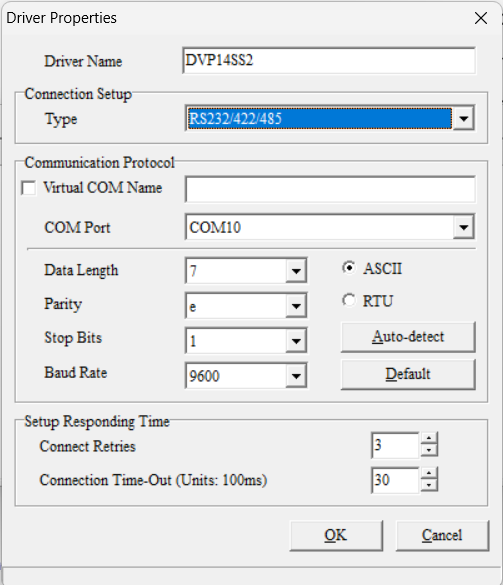 Driver Properties
Driver Name DVP14SS2
Connection Setup
Type RS232/422/485
Communication Protocol
Virtual COM Name
COM Port COM10
Data Length 7 ASCII
Parity e RTU
Stop Bits 1 Auto-detect
Baud Rate 9600 Default
Setup Responding Time
Connect Retries 3
Connection Time-Out (Units: 100ms) 30
OK Cancel